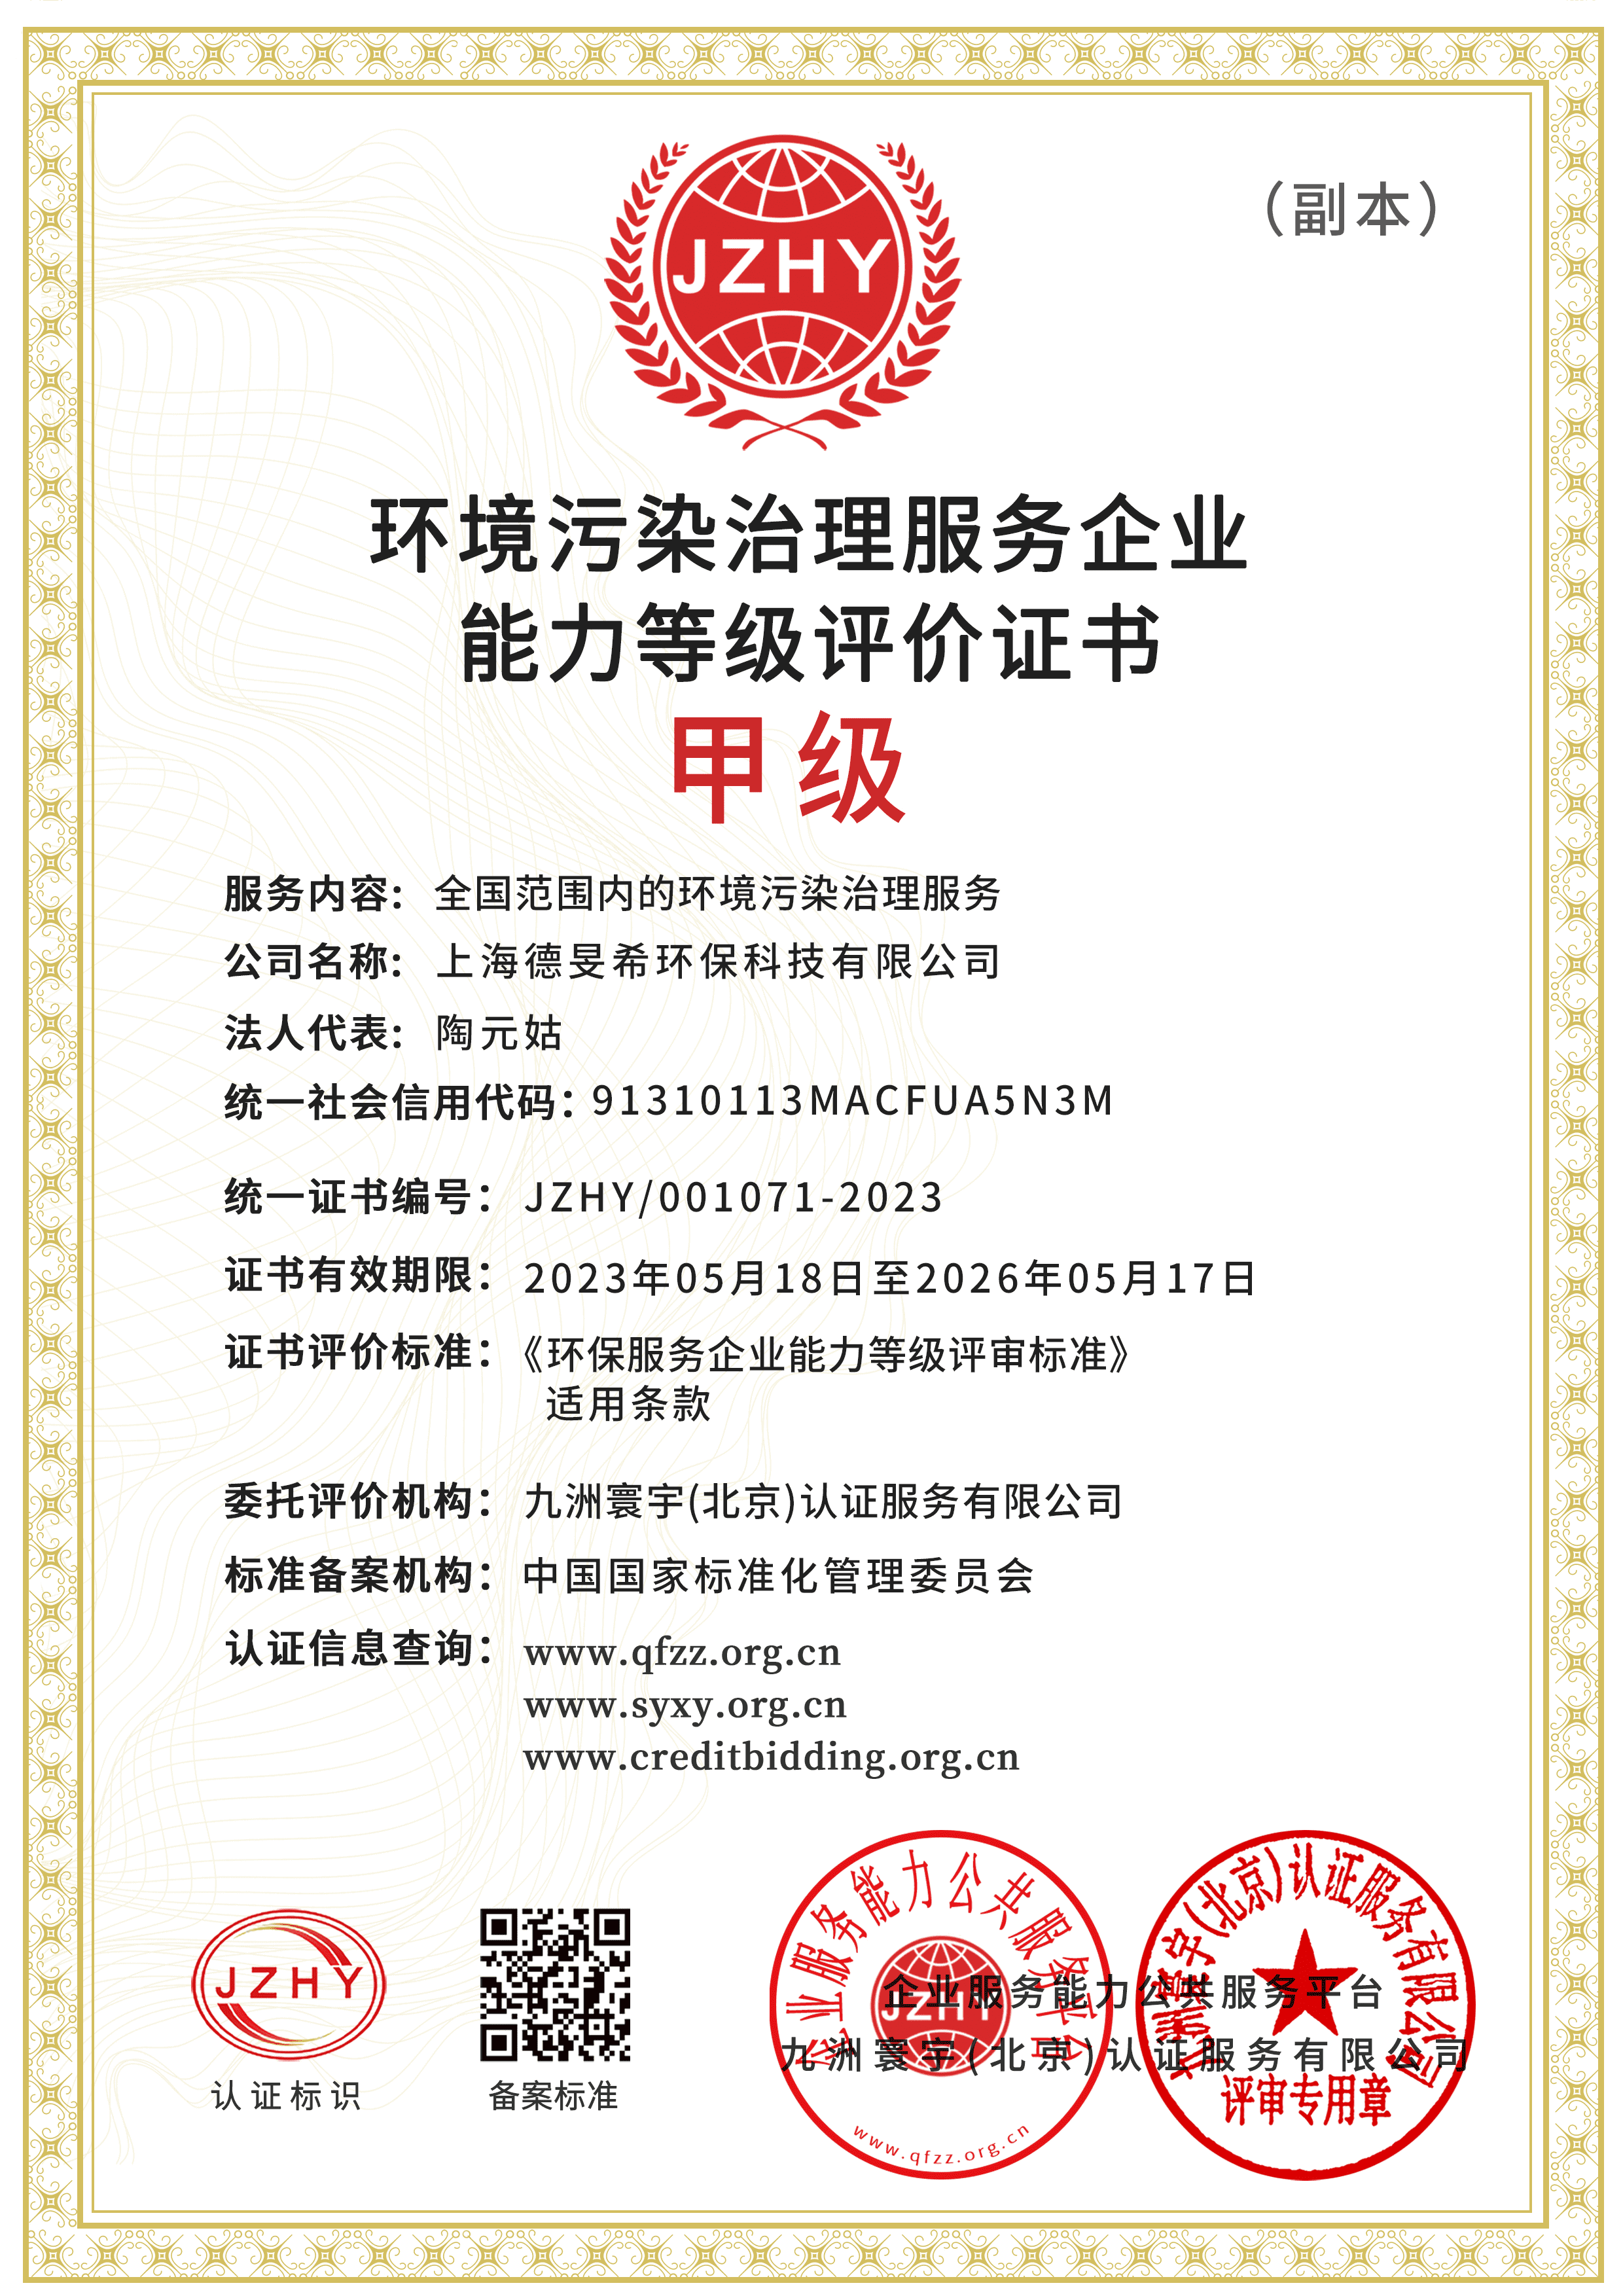 （副本）
JZHY
环境污染治理服务企业
能力等级评价证书
甲级
服务内容: 全国范围内的环境污染治理服务
公司名称: 上海德旻希环保科技有限公司
法人代表: 陶元姑
统一社会信用代码：91310113MACFUA5N3M
统一证书编号： JZHY/001071-2023
证书有效期限： 2023年05月18日至2026年05月17日
证书评价标准：《环保服务企业能力等级评审标准》
适用条款
委托评价机构： 九洲寰宇(北京)认证服务有限公司
标准备案机构： 中国国家标准化管理委员会
认证信息查询： www.qfzz.org.cn
www.syxy.org.cn
www.creditbidding.org.cn
JZHY
认证标识
备案标准
企业服务能力公共服务平台
JZHY
www.qfzz.org.cn
企业服务能力公共服务平台
九洲寰宇(北京)认证服务有限公司
九洲寰宇(北京)认证服务有限公司
评审专用章